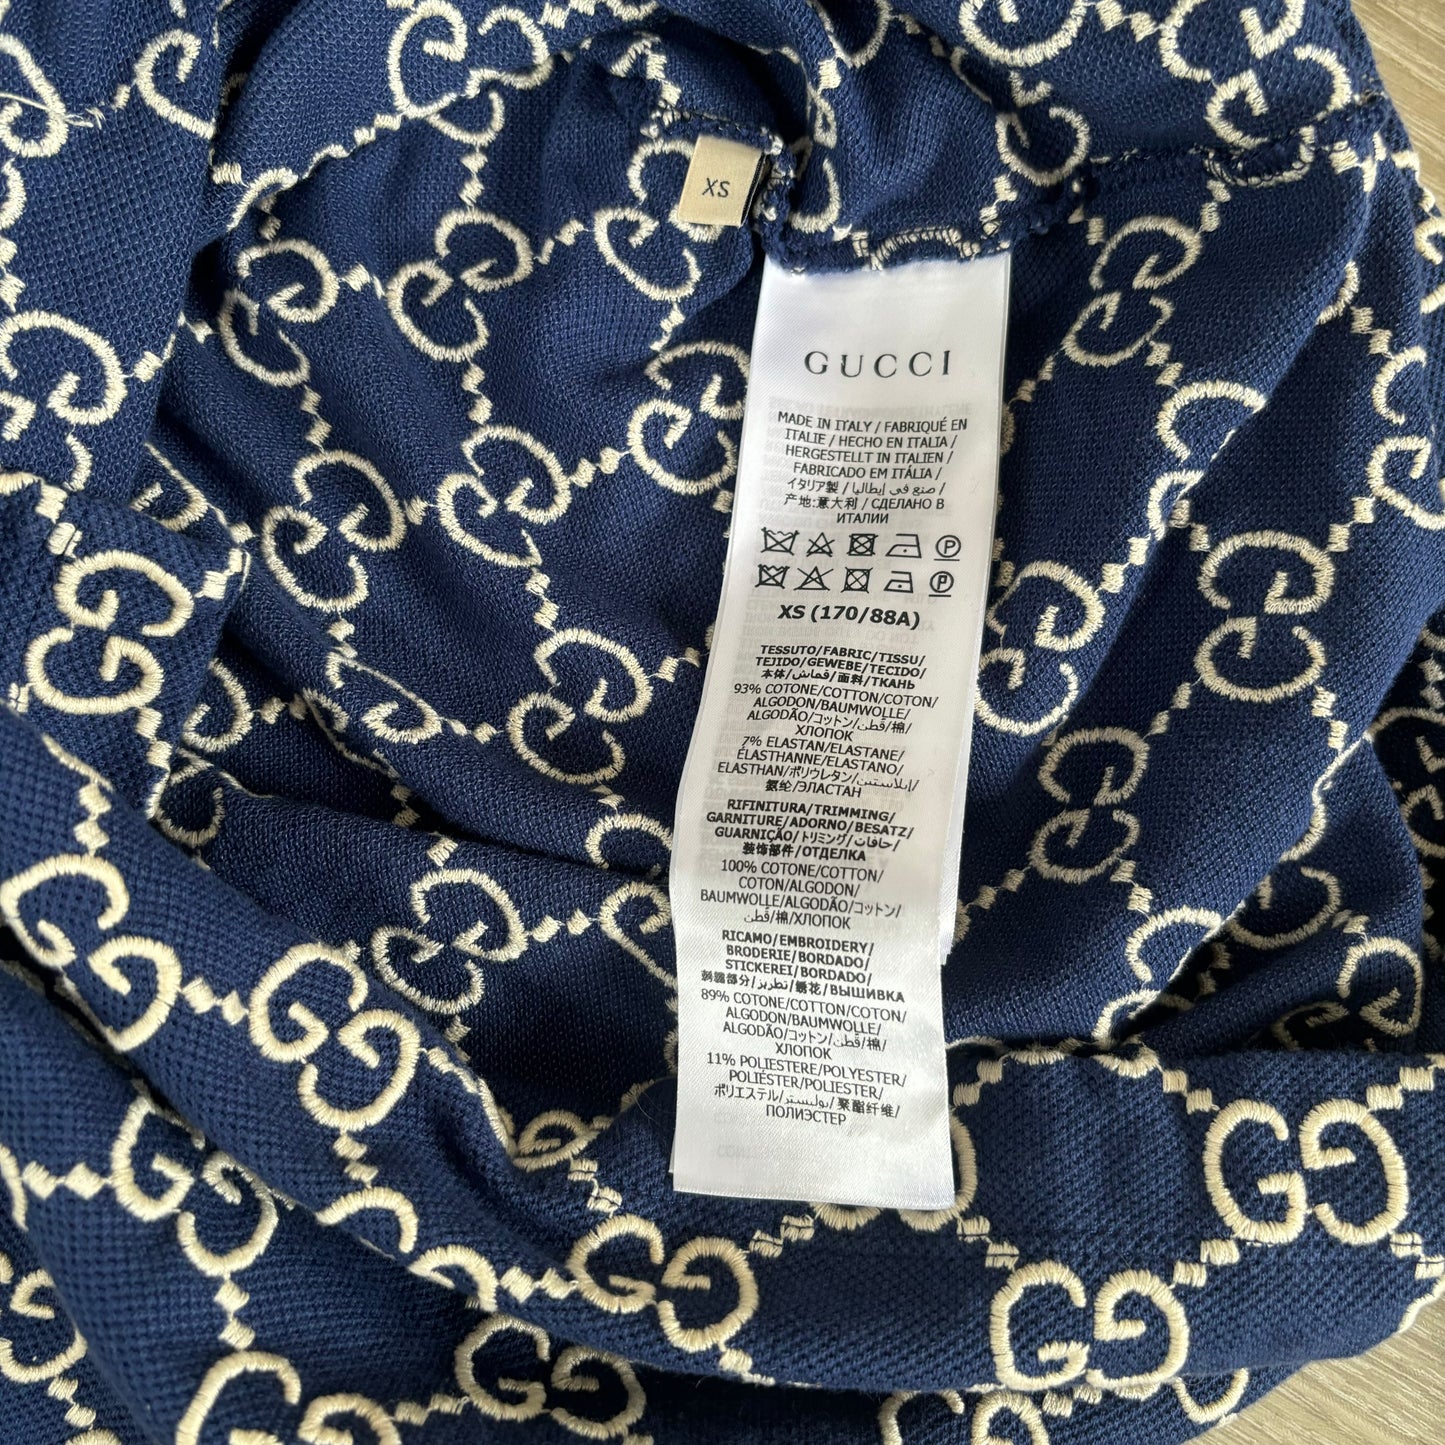 XS
GUCCI
MADE IN ITALY / FABRIQUÉ EN
ITALIE / HECHO EN ITALIA /
HERGESTELLT IN ITALIEN /
FABRICADO EM ITÁLIA /
イタリア製 / صنع في إيطاليا /
产地:意大利 / СДЕЛАНО В
ИТАЛИИ
XS (170/88A)
TESSUTO/FABRIC/TISSU/
TEJIDO/GEWEBE/TECIDO/
本体/قماش/面料/ТКАНЬ
93% COTONE/COTTON/COTON/
ALGODON/BAUMWOLLE/
ALGODÃO/コットン/قطن/棉/
ХЛОПОК
7% ELASTAN/ELASTANE/
ÉLASTHANNE/ELASTANO/
ELASTHAN/ポリウレタン/إيلاستين/
氨纶/ЭЛАСТАН
RIFINITURA/TRIMMING/
GARNITURE/ADORNO/BESATZ/
GUARNIÇÃO/トリミング/حافات/
装饰部件/ОТДЕЛКА
100% COTONE/COTTON/
COTON/ALGODON/
BAUMWOLLE/ALGODÃO/コットン/
قطن/棉/ХЛОПОК
RICAMO/EMBROIDERY/
BRODERIE/BORDADO/
STICKEREI/BORDADO/
刺繍部分/تطريز/绣花/ВЫШИВКА
89% COTONE/COTTON/COTON/
ALGODON/BAUMWOLLE/
ALGODÃO/コットン/قطن/棉/
ХЛОПОК
11% POLIESTERE/POLYESTER/
POLIÉSTER/POLIESTER/
ポリエステル/بوليستر/聚酯纤维/
ПОЛИЭСТЕР